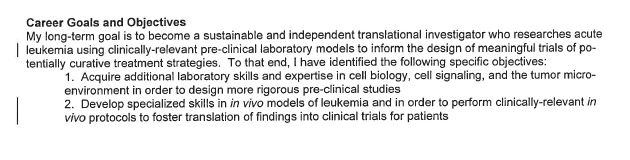 Career Goals and Objectives
My long-term goal is to become a sustainable and independent translational investigator who researches acute
leukemia using clinically-relevant pre-clinical laboratory models to inform the design of meaningful trials of po-
tentially curative treatment strategies.  To that end, I have identified the following specific objectives:
1.  Acquire additional laboratory skills and expertise in cell biology, cell signaling, and the tumor micro-
environment in order to design more rigorous pre-clinical studies
2.  Develop specialized skills in in vivo models of leukemia and in order to perform clinically-relevant in
vivo protocols to foster translation of findings into clinical trials for patients